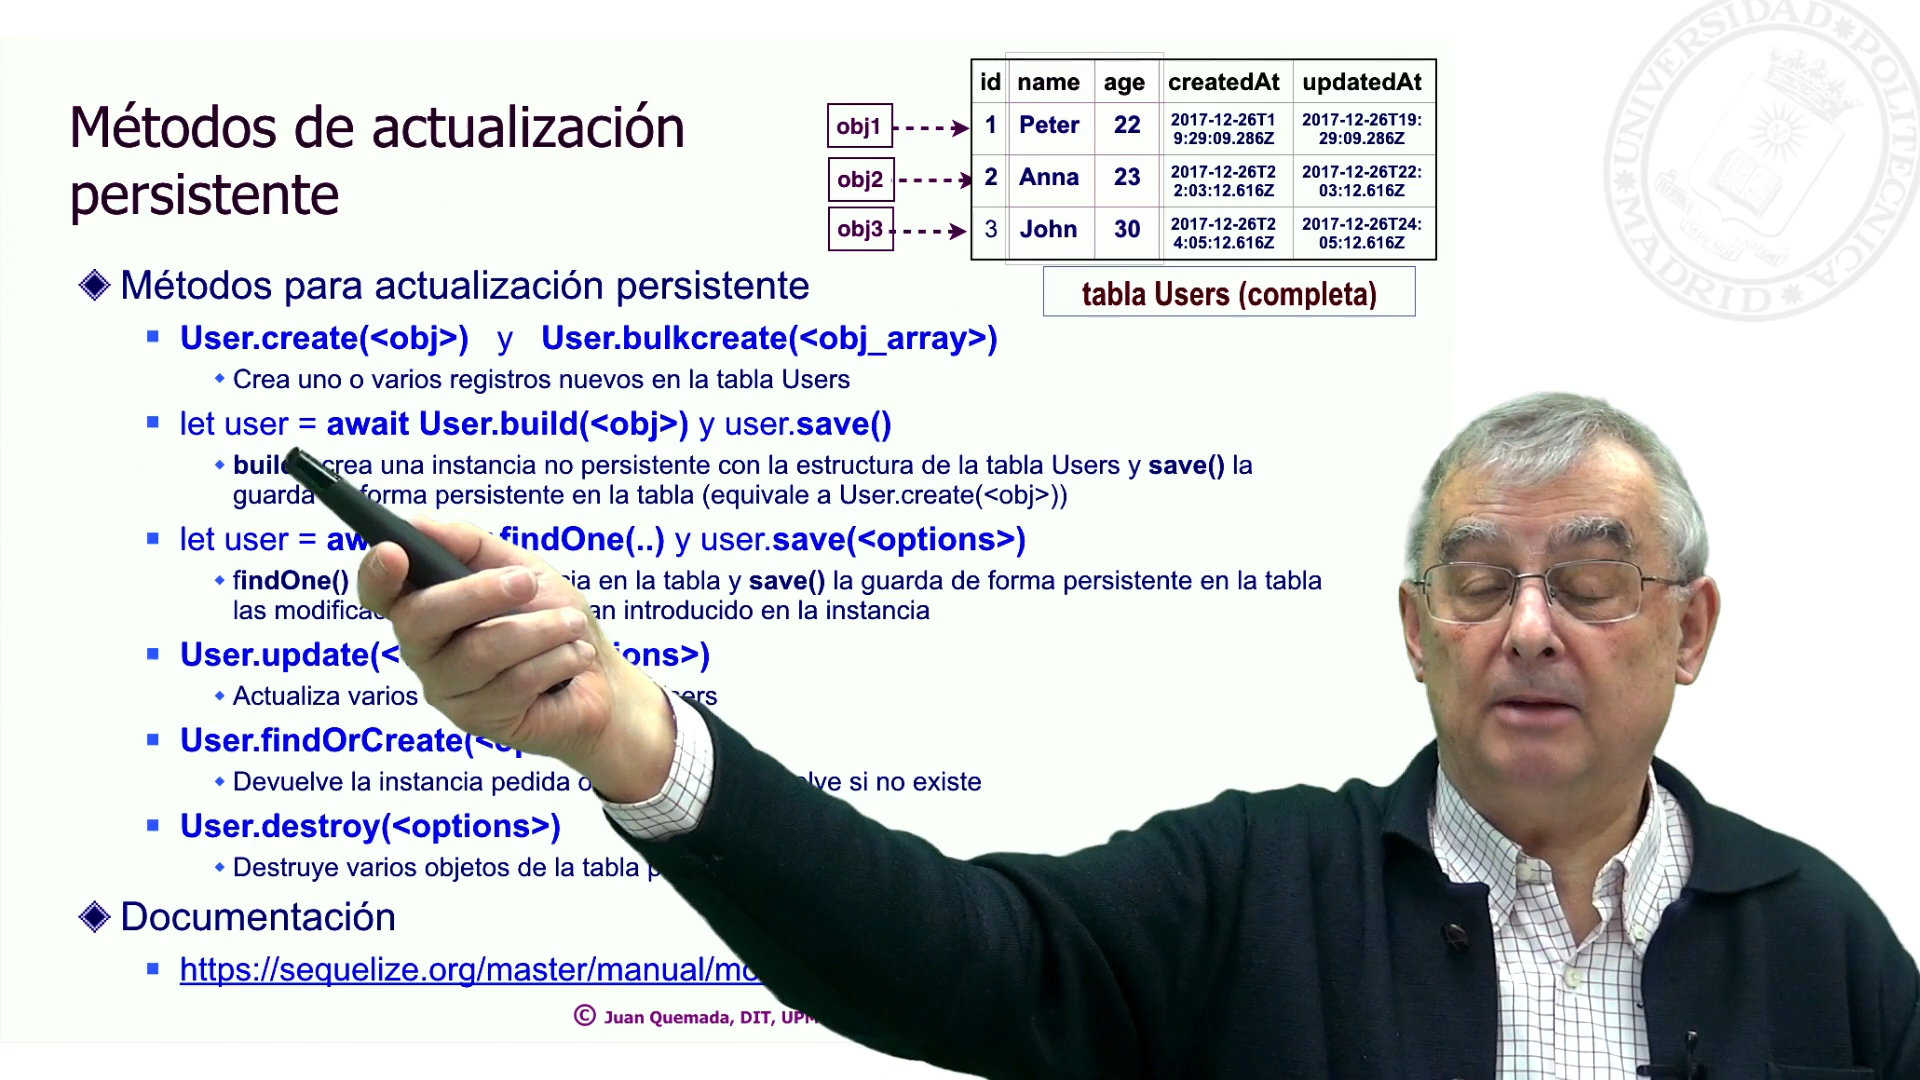 Métodos de actualización
persistente
id name age createdAt updatedAt
obj1 1 Peter 22 2017-12-26T1 2017-12-26T19:
9:29:09.286Z 29:09.286Z
obj2 2 Anna 23 2017-12-26T2 2017-12-26T22:
2:03:12.616Z 03:12.616Z
obj3 3 John 30 2017-12-26T2 2017-12-26T24:
4:05:12.616Z 05:12.616Z
tabla Users (completa)
UNIVERSIDAD POLITECNICA MADRID
Métodos para actualización persistente
User.create(<obj>) y User.bulkcreate(<obj_array>)
Crea uno o varios registros nuevos en la tabla Users
let user = await User.build(<obj>) y user.save()
crea una instancia no persistente con la estructura de la tabla Users y save() la
guarda forma persistente en la tabla (equivale a User.create(<obj>))
let user = findOne(..) y user.save(<options>)
findOne() en la tabla y save() la guarda de forma persistente en la tabla
las introducido en la instancia
User.update(<
Actualiza varios
User.findOrCreate(<
Devuelve la instancia pedida si no existe
User.destroy(<options>)
Destruye varios objetos de la tabla
Documentación
https://sequelize.org/master/manual/mo
© Juan Quemada, DIT, UPM